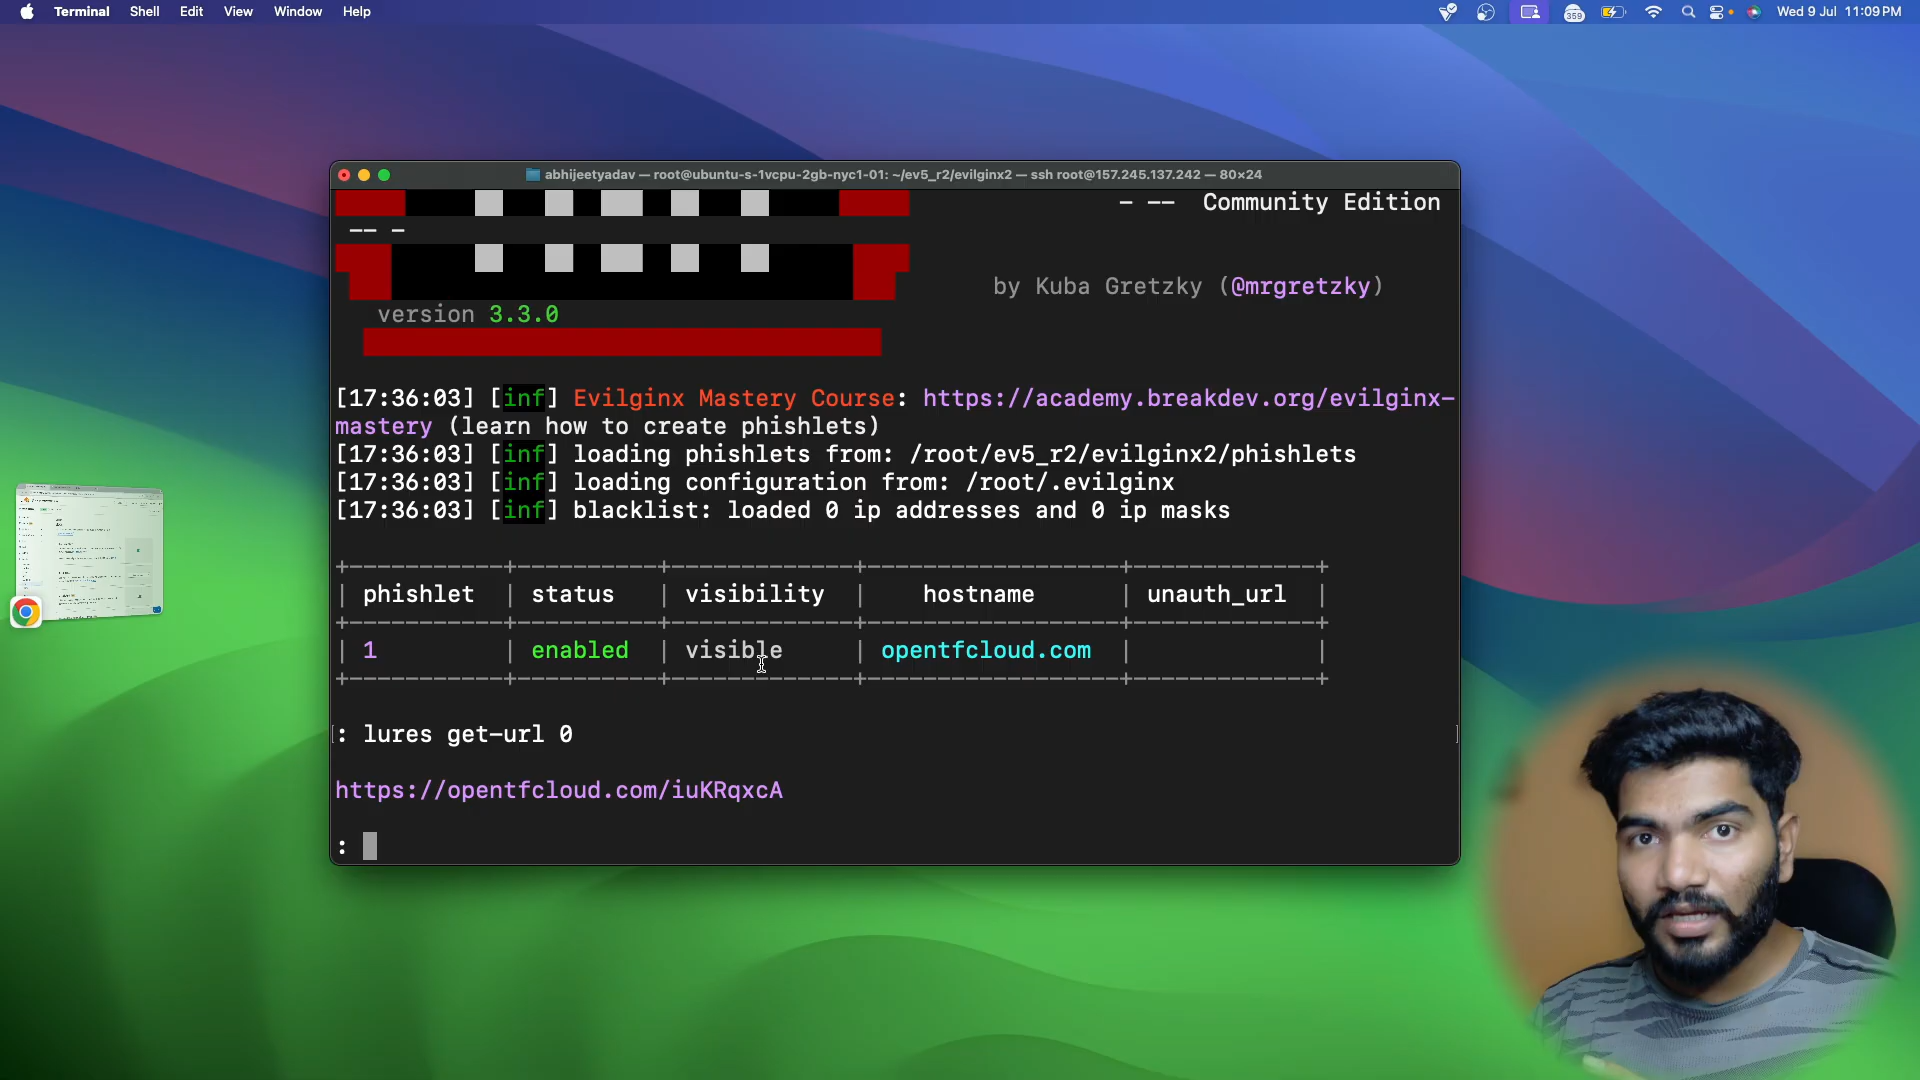 Terminal Shell Edit View Window Help
359
Wed 9 Jul 11:09 PM
abhijeetyadav — root@ubuntu-s-1vcpu-2gb-nyc1-01: ~/ev5_r2/evilginx2 — ssh root@157.245.137.242 — 80×24
- -- Community Edition
-- -
by Kuba Gretzky (@mrgretzky)
version 3.3.0
[17:36:03] [inf] Evilginx Mastery Course: https://academy.breakdev.org/evilginx-
mastery (learn how to create phishlets)
[17:36:03] [inf] loading phishlets from: /root/ev5_r2/evilginx2/phishlets
[17:36:03] [inf] loading configuration from: /root/.evilginx
[17:36:03] [inf] blacklist: loaded 0 ip addresses and 0 ip masks
| phishlet | status | visibility | hostname | unauth_url |
| 1 | enabled | visible | opentfcloud.com | |
: lures get-url 0
https://opentfcloud.com/iuKRqxcA
: